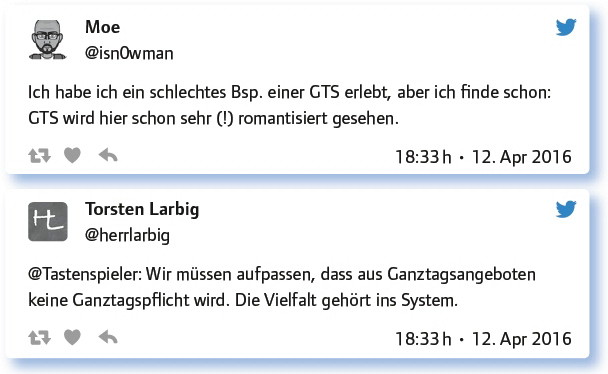 Moe
@isn0wman
Ich habe ich ein schlechtes Bsp. einer GTS erlebt, aber ich finde schon:
GTS wird hier schon sehr (!) romantisiert gesehen.
18:33 h · 12. Apr 2016
HL
Torsten Larbig
@herrlarbig
@Tastenspieler: Wir müssen aufpassen, dass aus Ganztagsangeboten
keine Ganztagspflicht wird. Die Vielfalt gehört ins System.
18:33 h · 12. Apr 2016